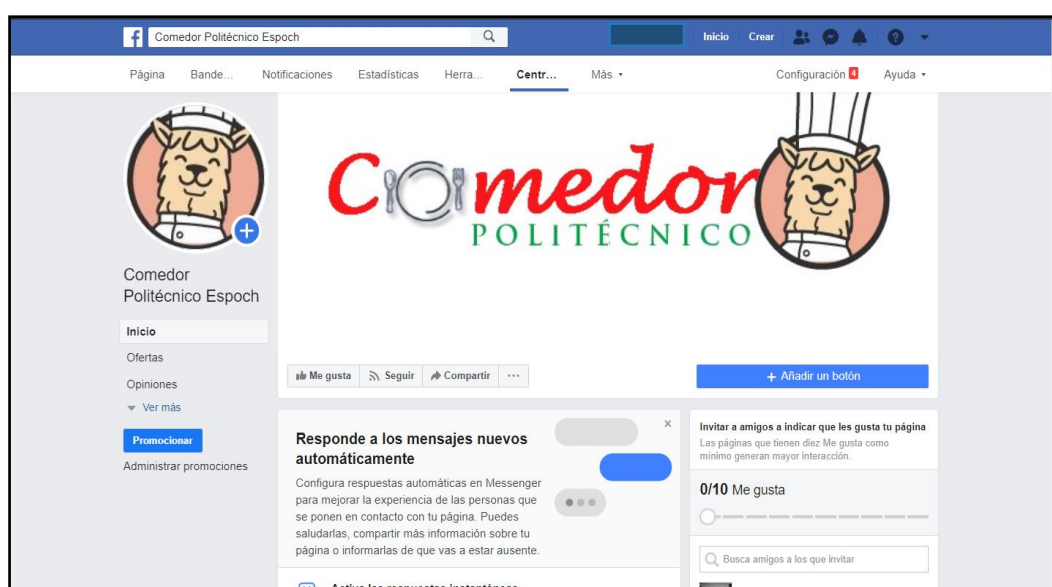 Comedor Politécnico Espoch
Inicio Crear
Página Bande... Notificaciones Estadísticas Herra... Centr... Más Configuración 4 Ayuda
Comedor
POLITÉCNICO
Comedor
Politécnico Espoch
Inicio
Ofertas
Opiniones
Ver más
Promocionar
Administrar promociones
Me gusta Seguir Compartir ...
+ Añadir un botón
Responde a los mensajes nuevos
automáticamente
Configura respuestas automáticas en Messenger
para mejorar la experiencia de las personas que
se ponen en contacto con tu página. Puedes
saludarlas, compartir más información sobre tu
página o informarlas de que vas a estar ausente.
Activa las respuestas instantáneas
Invitar a amigos a indicar que les gusta tu página
Las páginas que tienen diez Me gusta como
mínimo generan mayor interacción.
0/10 Me gusta
Busca amigos a los que invitar